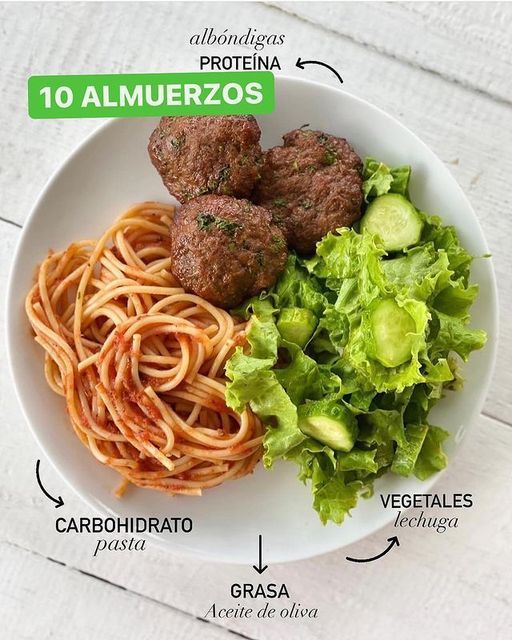 albóndigas
PROTEÍNA
10 ALMUERZOS
CARBOHIDRATO
pasta
VEGETALES
lechuga
GRASA
Aceite de oliva